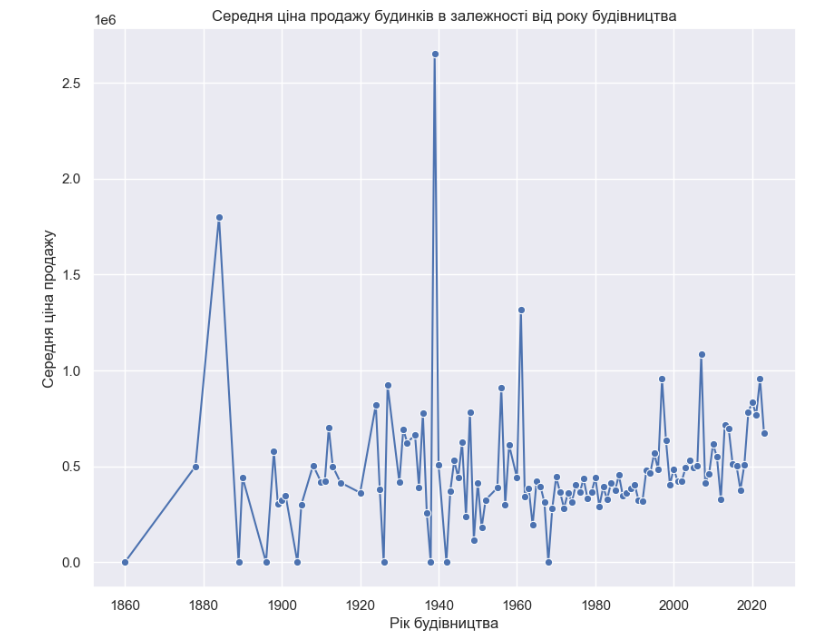 Середня ціна продажу будинків в залежності від року будівництва
1e6
2.5
2.0
1.5
1.0
0.5
0.0
Середня ціна продажу
1860 1880 1900 1920 1940 1960 1980 2000 2020
Рік будівництва